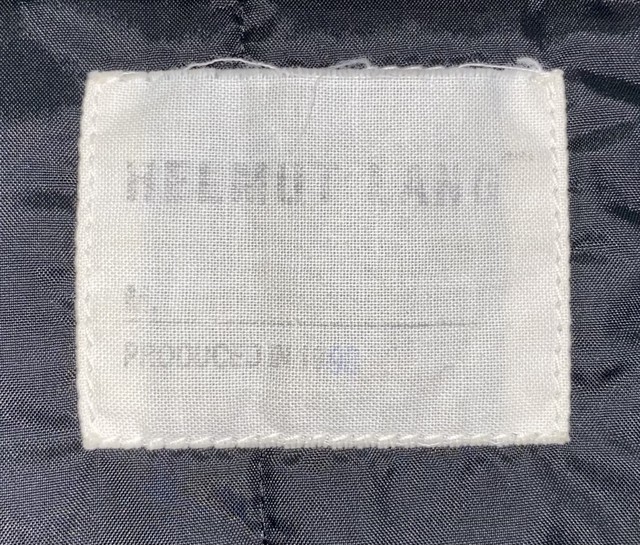 HELMUT LANG
PRODUCED IN